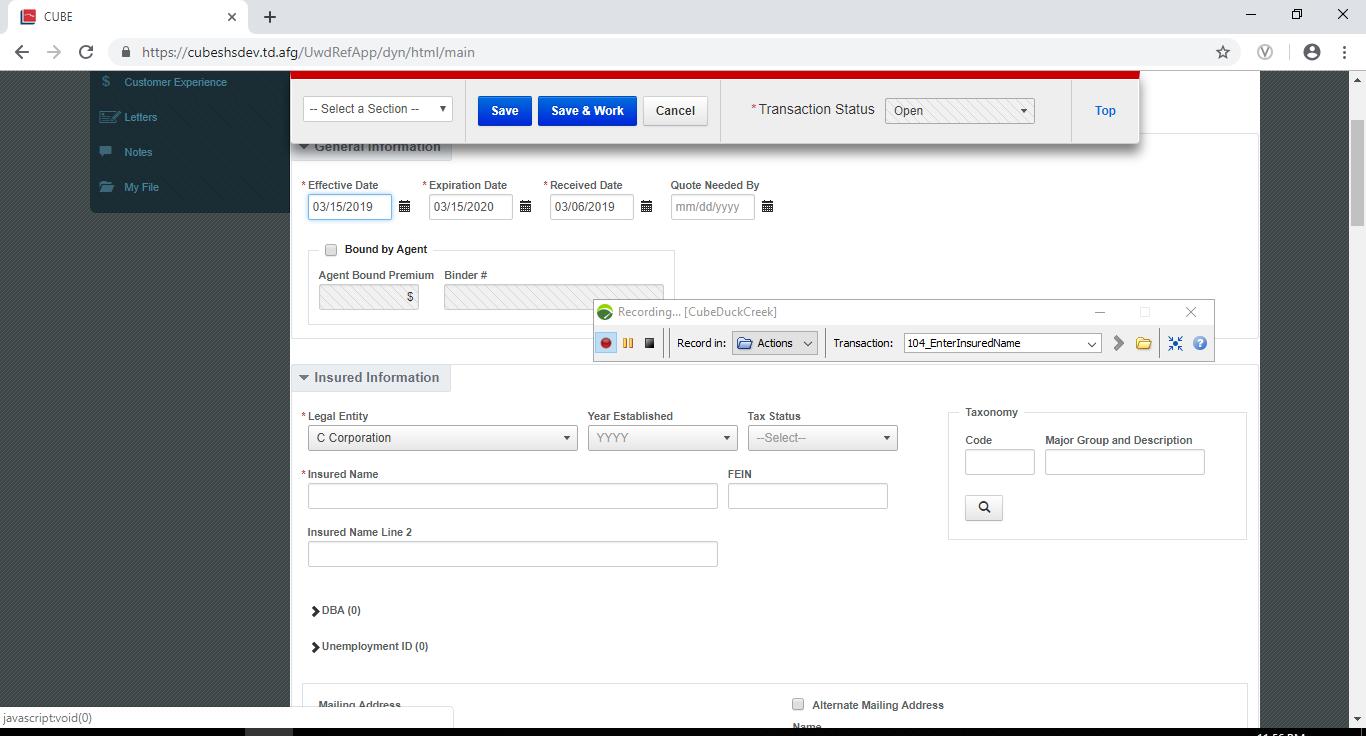 CUBE
https://cubeshsdev.td.afg/UwdRefApp/dyn/html/main
$ Customer Experience
Letters
Notes
My File
-- Select a Section --
Save
Save & Work
Cancel
* Transaction Status
Open
Top
General Information
* Effective Date
* Expiration Date
* Received Date
Quote Needed By
03/15/2019
03/15/2020
03/06/2019
mm/dd/yyyy
Bound by Agent
Agent Bound Premium
Binder #
$
Recording... [CubeDuckCreek]
Record in:
Actions
Transaction:
104_EnterInsuredName
?
Insured Information
* Legal Entity
Year Established
Tax Status
Taxonomy
C Corporation
YYYY
--Select--
Code
Major Group and Description
* Insured Name
FEIN
Insured Name Line 2
DBA (0)
Unemployment ID (0)
Mailing Address
Alternate Mailing Address
Name
javascript:void(0)
11:56 PM